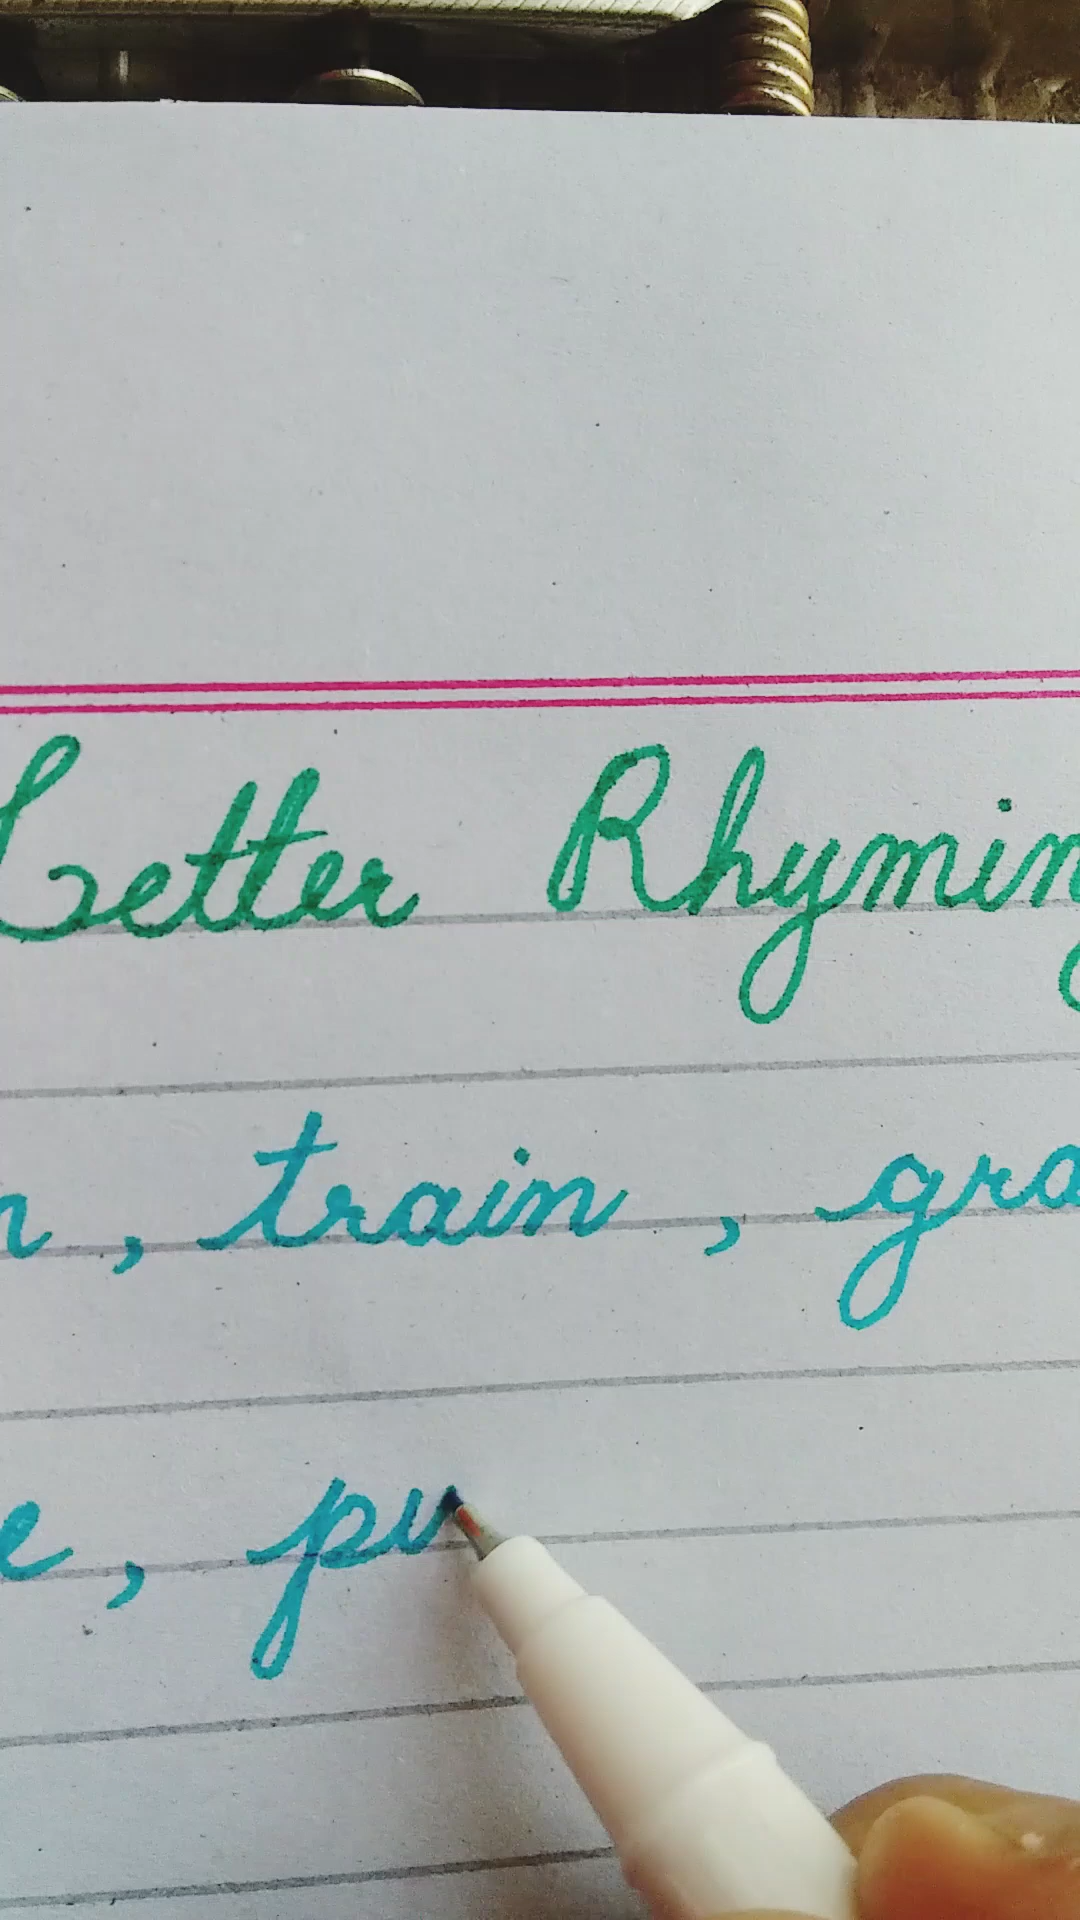 Letter Rhymin
n, train, gra
e, pu